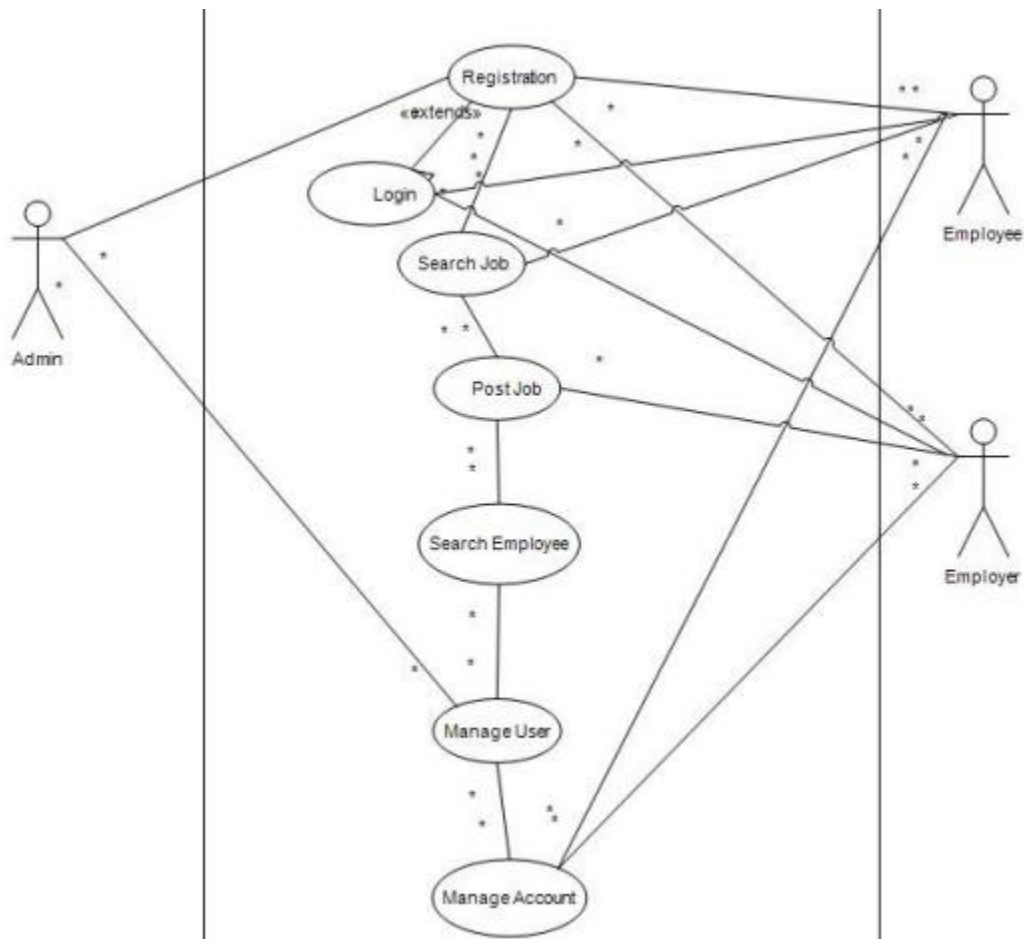 Registration
«extends»
Login
Search Job
Employee
Admin
Post Job
Search Employee
Employer
Manage User
Manage Account